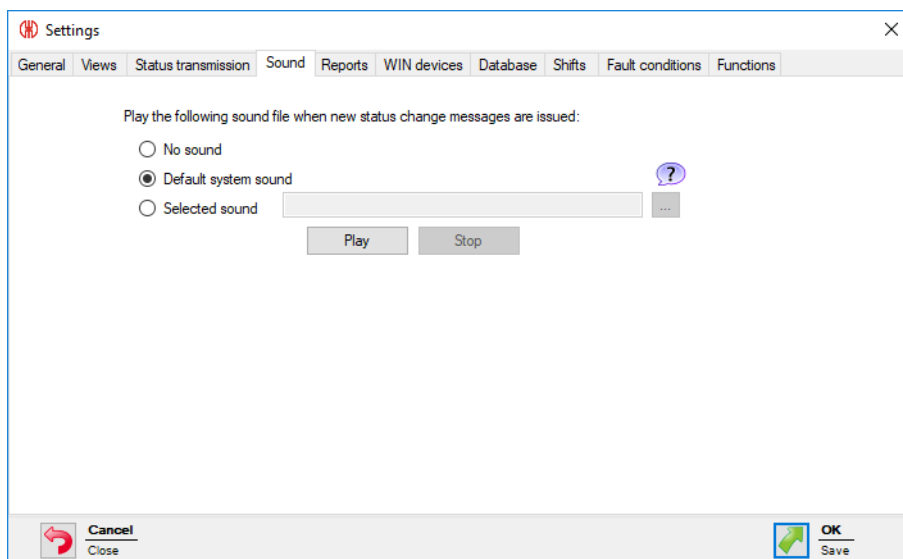 Settings
General Views Status transmission Sound Reports WIN devices Database Shifts Fault conditions Functions
Play the following sound file when new status change messages are issued:
No sound
Default system sound
?
Selected sound ...
Play Stop
Cancel OK
Close Save